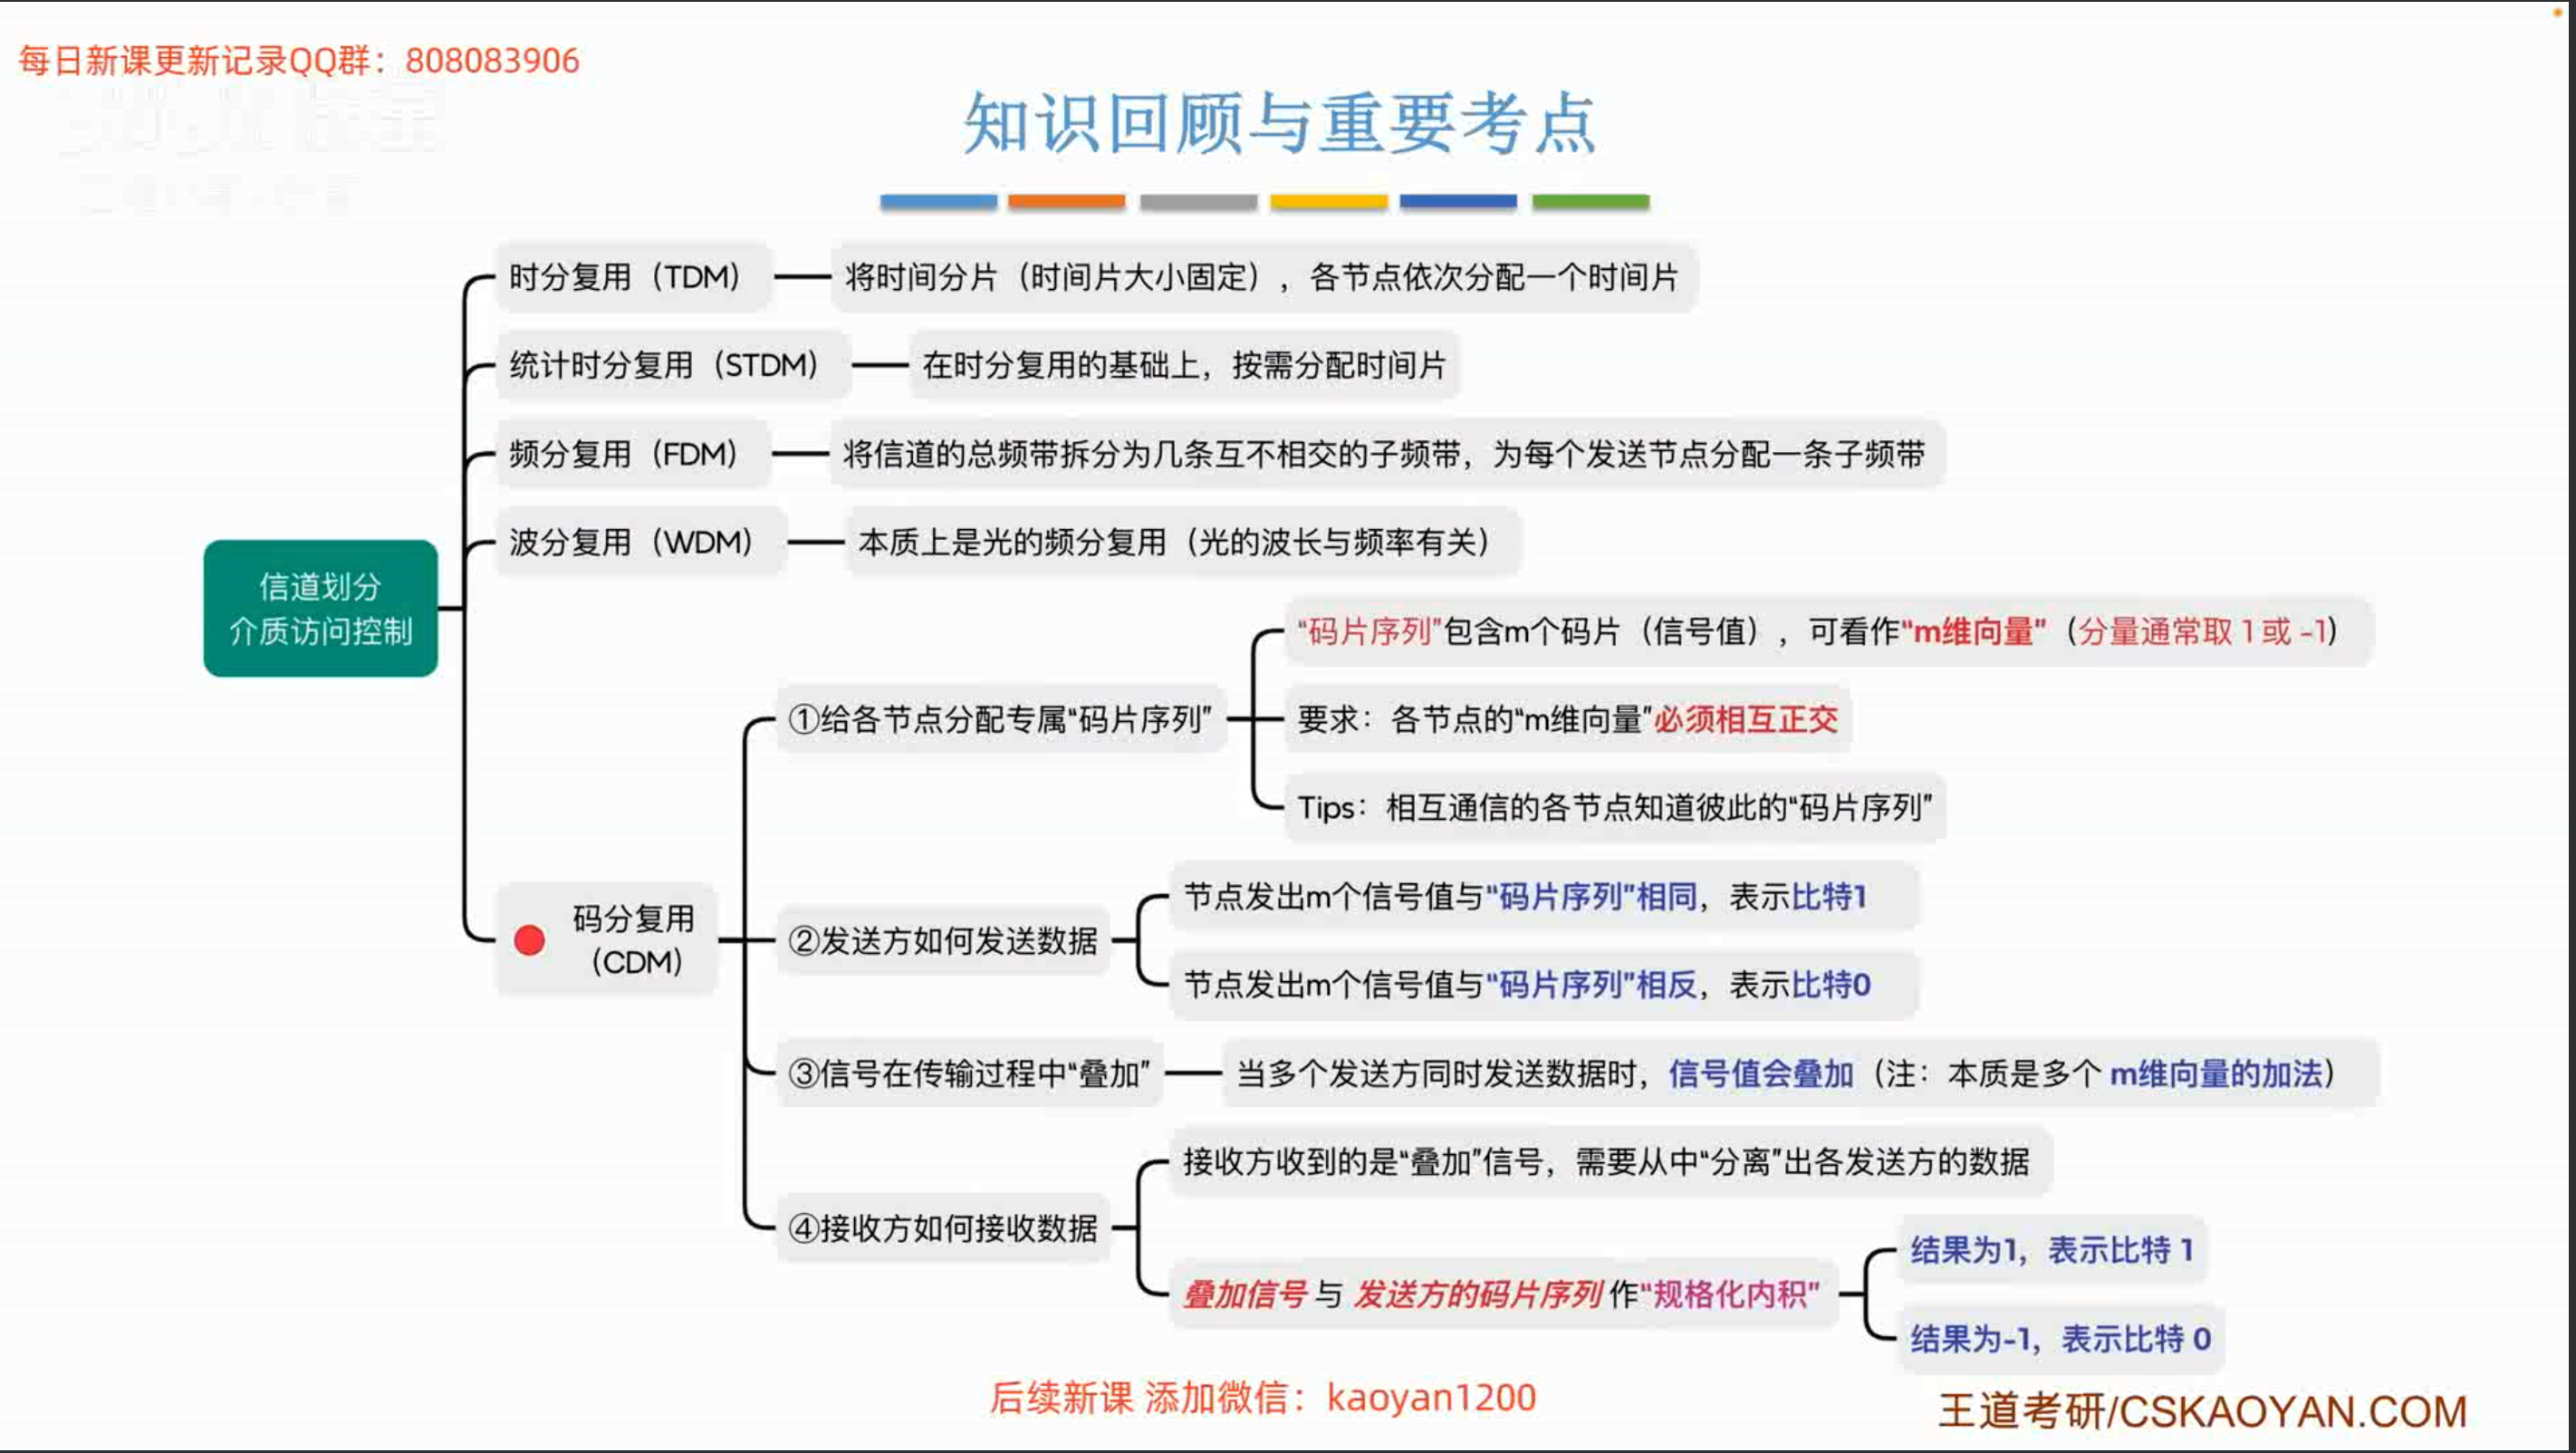 每日新课更新记录QQ群：808083906
知识回顾与重要考点
时分复用（TDM）
将时间分片（时间片大小固定），各节点依次分配一个时间片
统计时分复用（STDM）
在时分复用的基础上，按需分配时间片
频分复用（FDM）
将信道的总频带拆分为几条互不相交的子频带，为每个发送节点分配一条子频带
波分复用（WDM）
本质上是光的频分复用（光的波长与频率有关）
信道划分
介质访问控制
码分复用
（CDM）
①给各节点分配专属“码片序列”
“码片序列”包含m个码片（信号值），可看作“m维向量”（分量通常取 1 或 -1）
要求：各节点的“m维向量”必须相互正交
Tips：相互通信的各节点知道彼此的“码片序列”
②发送方如何发送数据
节点发出m个信号值与“码片序列”相同，表示比特1
节点发出m个信号值与“码片序列”相反，表示比特0
③信号在传输过程中“叠加”
当多个发送方同时发送数据时，信号值会叠加（注：本质是多个 m维向量的加法）
④接收方如何接收数据
接收方收到的是“叠加”信号，需要从中“分离”出各发送方的数据
叠加信号 与 发送方的码片序列 作“规格化内积”
结果为1，表示比特 1
结果为-1，表示比特 0
后续新课 添加微信：kaoyan1200
王道考研/CSKAOYAN.COM